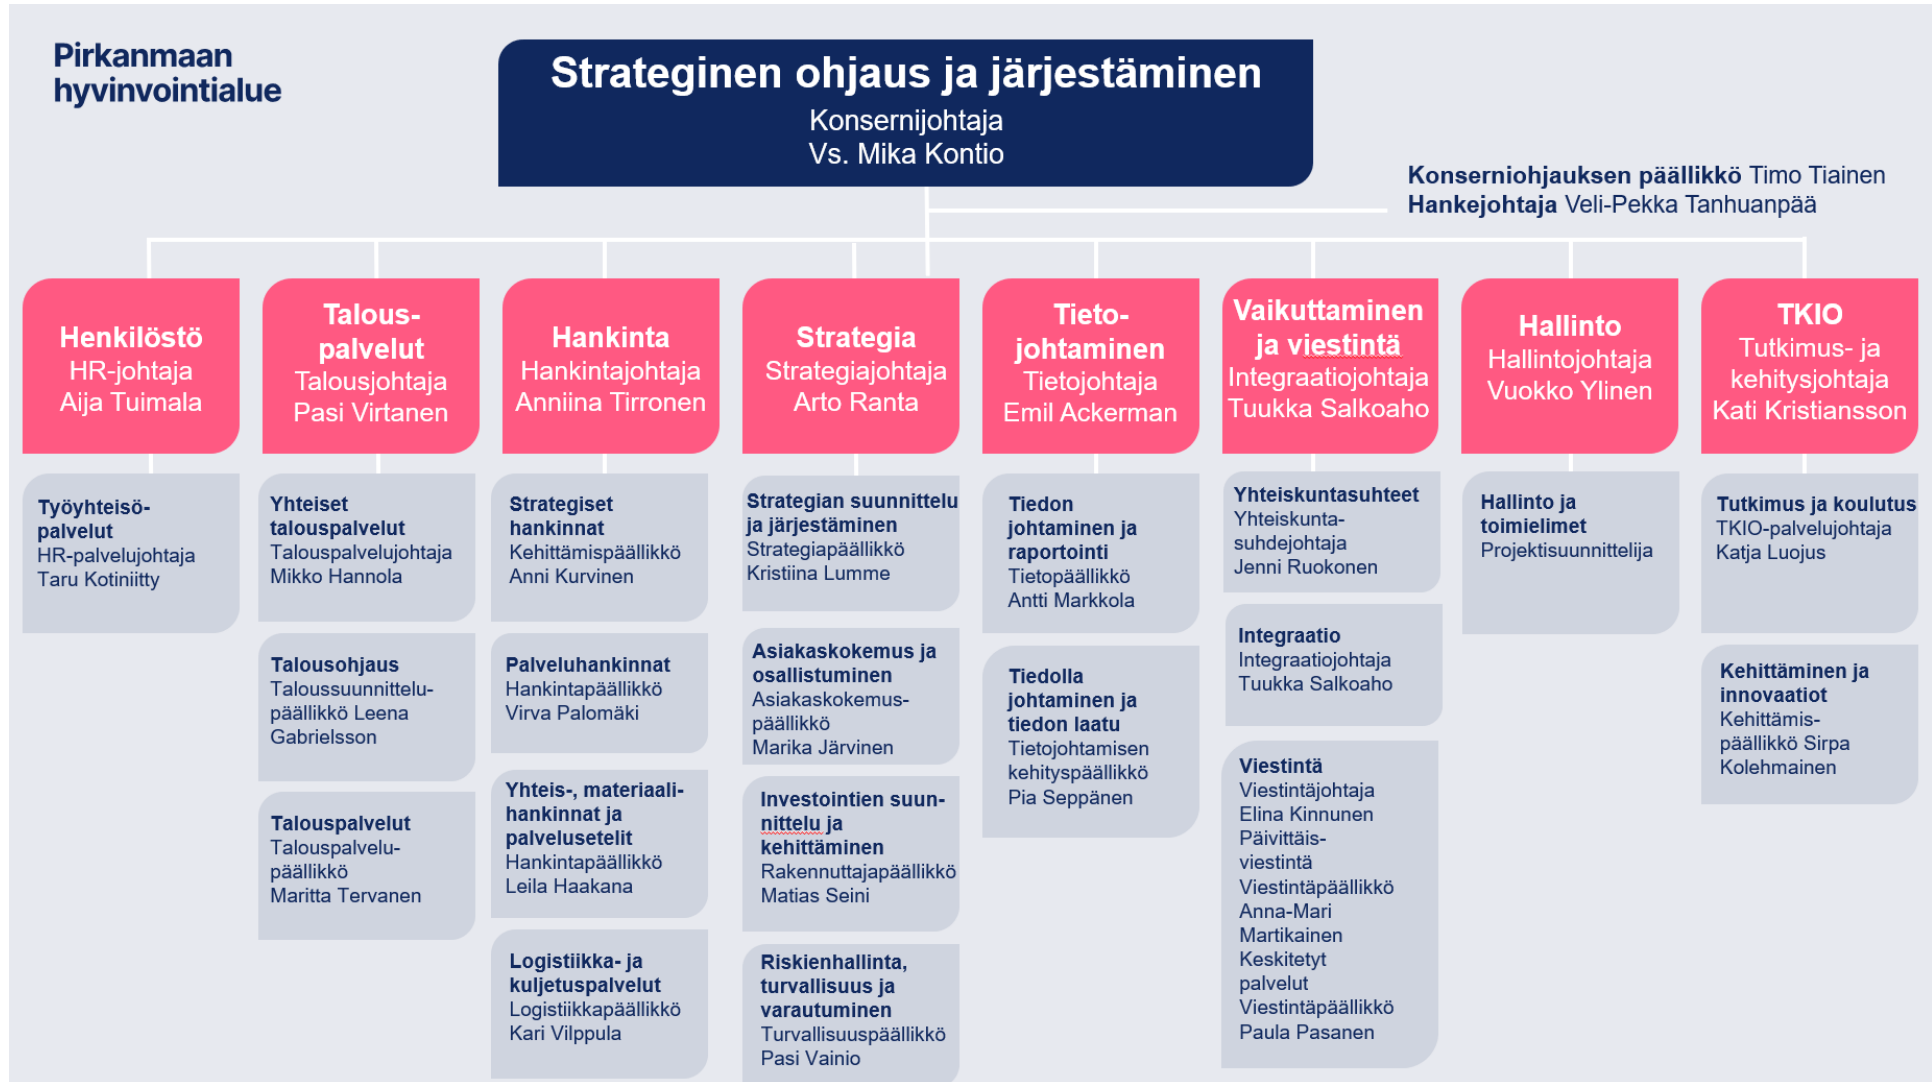 Pirkanmaan
hyvinvointialue
Strateginen ohjaus ja järjestäminen
Konsernijohtaja
Vs. Mika Kontio
Konserniohjauksen päällikkö Timo Tiainen
Hankejohtaja Veli-Pekka Tanhuanpää
Henkilöstö
HR-johtaja
Aija Tuimala
Työyhteisö-
palvelut
HR-palvelujohtaja
Taru Kotiniitty
Talous-
palvelut
Talousjohtaja
Pasi Virtanen
Yhteiset
talouspalvelut
Talouspalvelujohtaja
Mikko Hannola
Talousohjaus
Taloussuunnittelu-
päällikkö Leena
Gabrielsson
Talouspalvelut
Talouspalvelu-
päällikkö
Maritta Tervanen
Hankinta
Hankintajohtaja
Anniina Tirronen
Strategiset
hankinnat
Kehittämispäällikkö
Anni Kurvinen
Palveluhankinnat
Hankintapäällikkö
Virva Palomäki
Yhteis-, materiaali-
hankinnat ja
palvelusetelit
Hankintapäällikkö
Leila Haakana
Logistiikka- ja
kuljetuspalvelut
Logistiikkapäällikkö
Kari Vilppula
Strategia
Strategiajohtaja
Arto Ranta
Strategian suunnittelu
ja järjestäminen
Strategiapäällikkö
Kristiina Lumme
Asiakaskokemus ja
osallistuminen
Asiakaskokemus-
päällikkö
Marika Järvinen
Investointien suun-
nittelu ja
kehittäminen
Rakennuttajapäällikkö
Matias Seini
Riskienhallinta,
turvallisuus ja
varautuminen
Turvallisuuspäällikkö
Pasi Vainio
Tieto-
johtaminen
Tietojohtaja
Emil Ackerman
Tiedon
johtaminen ja
raportointi
Tietopäällikkö
Antti Markkola
Tiedolla
johtaminen ja
tiedon laatu
Tietojohtamisen
kehityspäällikkö
Pia Seppänen
Vaikuttaminen
ja viestintä
Integraatiojohtaja
Tuukka Salkoaho
Yhteiskuntasuhteet
Yhteiskunta-
suhdejohtaja
Jenni Ruokonen
Integraatio
Integraatiojohtaja
Tuukka Salkoaho
Viestintä
Viestintäjohtaja
Elina Kinnunen
Päivittäis-
viestintä
Viestintäpäällikkö
Anna-Mari
Martikainen
Keskitetyt
palvelut
Viestintäpäällikkö
Paula Pasanen
Hallinto
Hallintojohtaja
Vuokko Ylinen
Hallinto ja
toimielimet
Projektisuunnittelija
TKIO
Tutkimus- ja
kehitysjohtaja
Kati Kristiansson
Tutkimus ja koulutus
TKIO-palvelujohtaja
Katja Luojus
Kehittäminen ja
innovaatiot
Kehittämis-
päällikkö Sirpa
Kolehmainen